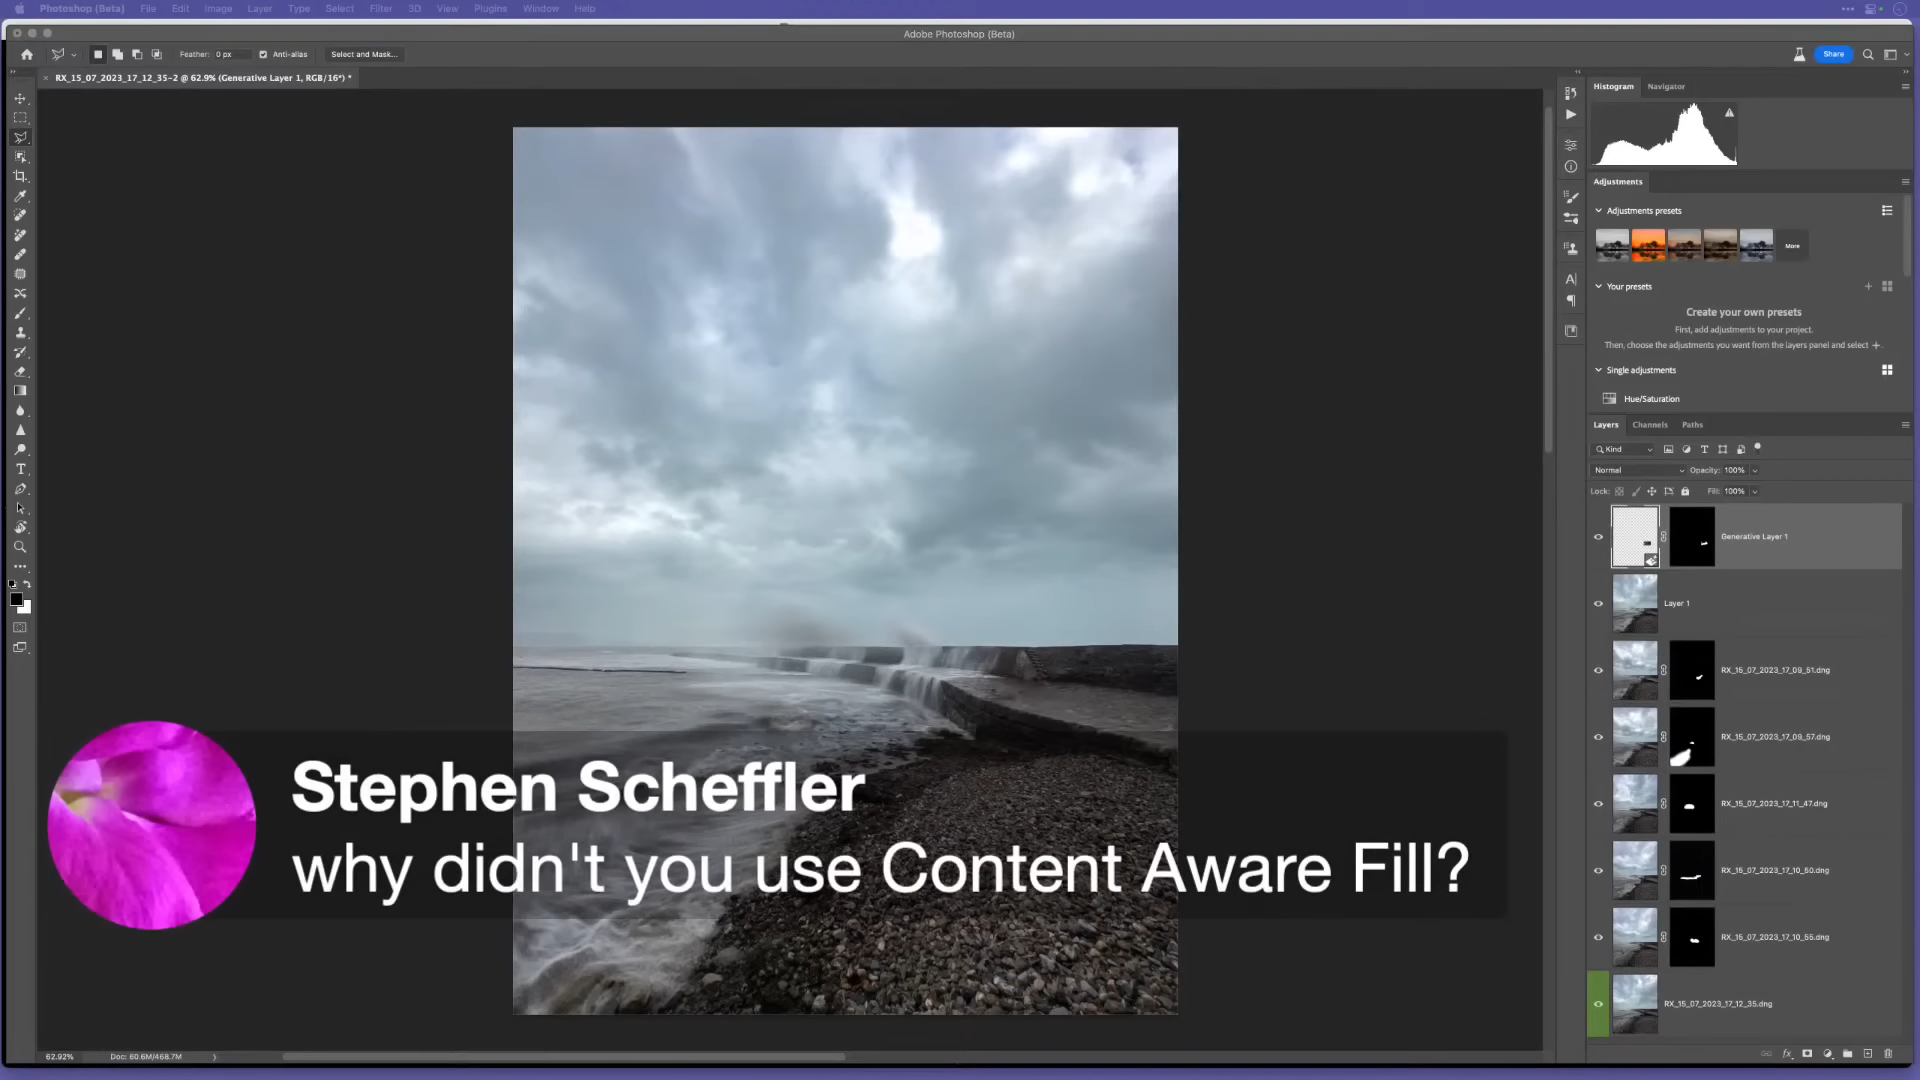 Photoshop (Beta) File Edit Image Layer Type Select Filter 3D View Plugins Window Help
Adobe Photoshop (Beta)
Feather: 0 px Anti-alias Select and Mask... Share
RX_15_07_2023_17_12_35-2 @ 62.9% (Generative Layer 1, RGB/16*) *
Histogram Navigator
Adjustments
Adjustments presets
More
Your presets
Create your own presets
First, add adjustments to your project.
Then, choose the adjustments you want from the layers panel and select +.
Single adjustments
Hue/Saturation
Layers Channels Paths
Kind
Normal Opacity: 100%
Lock: Fill: 100%
Generative Layer 1
Layer 1
RX_15_07_2023_17_09_51.dng
RX_15_07_2023_17_09_57.dng
RX_15_07_2023_17_11_47.dng
RX_15_07_2023_17_10_50.dng
RX_15_07_2023_17_10_55.dng
RX_15_07_2023_17_12_35.dng
Stephen Scheffler
why didn't you use Content Aware Fill?
62.92% Doc: 60.6M/468.7M